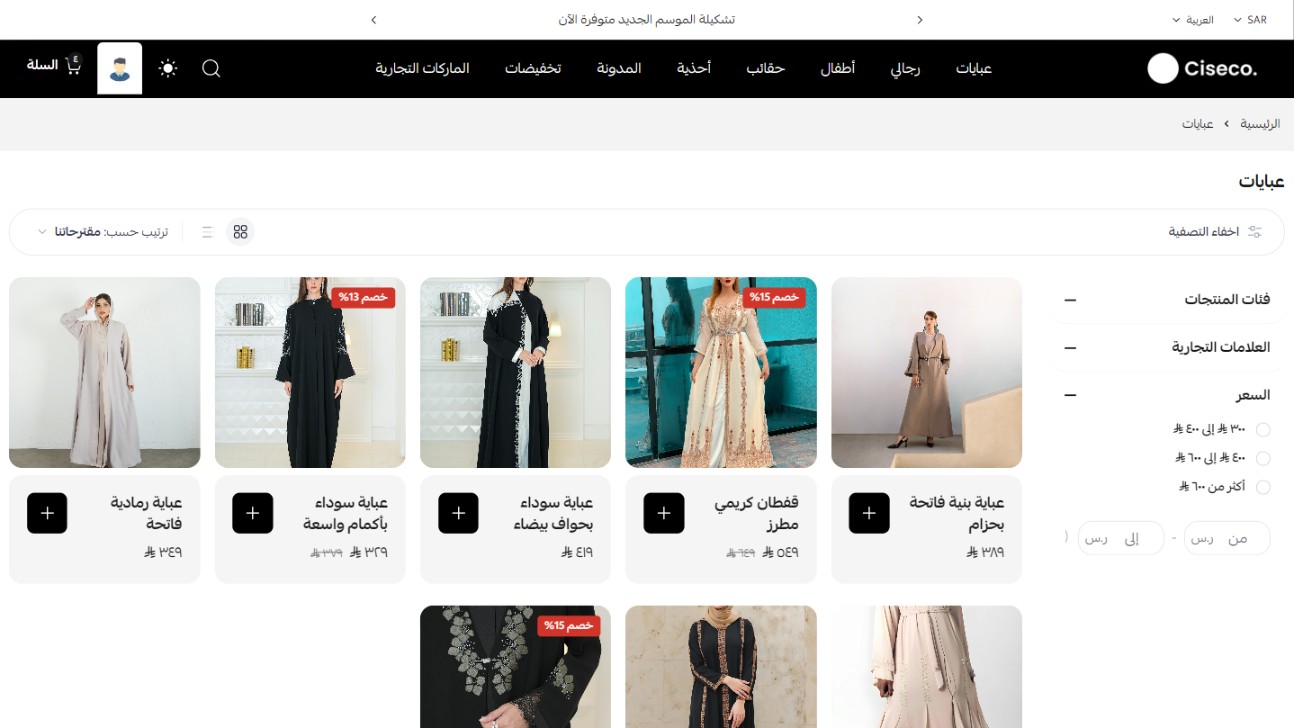 SAR
العربية
تشكيلة الموسم الجديد متوفرة الآن
Ciseco.
عبايات
رجالي
أطفال
حقائب
أحذية
المدونة
تخفيضات
الماركات التجارية
٤
السلة
الرئيسية
عبايات
عبايات
اخفاء التصفية
ترتيب حسب: مقترحاتنا
فئات المنتجات
العلامات التجارية
السعر
٣٠٠ إلى ٤٠٠
٤٠٠ إلى ٦٠٠
أكثر من ٦٠٠
من ر.س - إلى ر.س
عباية بنية فاتحة
بحزام
٣٨٩
خصم 15%
قفطان كريمي
مطرز
٥٤٩ ٦٤٩
عباية سوداء
بحواف بيضاء
٤١٩
خصم 13%
عباية سوداء
بأكمام واسعة
٣٢٩ ٣٧٩
عباية رمادية
فاتحة
٣٤٩
خصم 15%